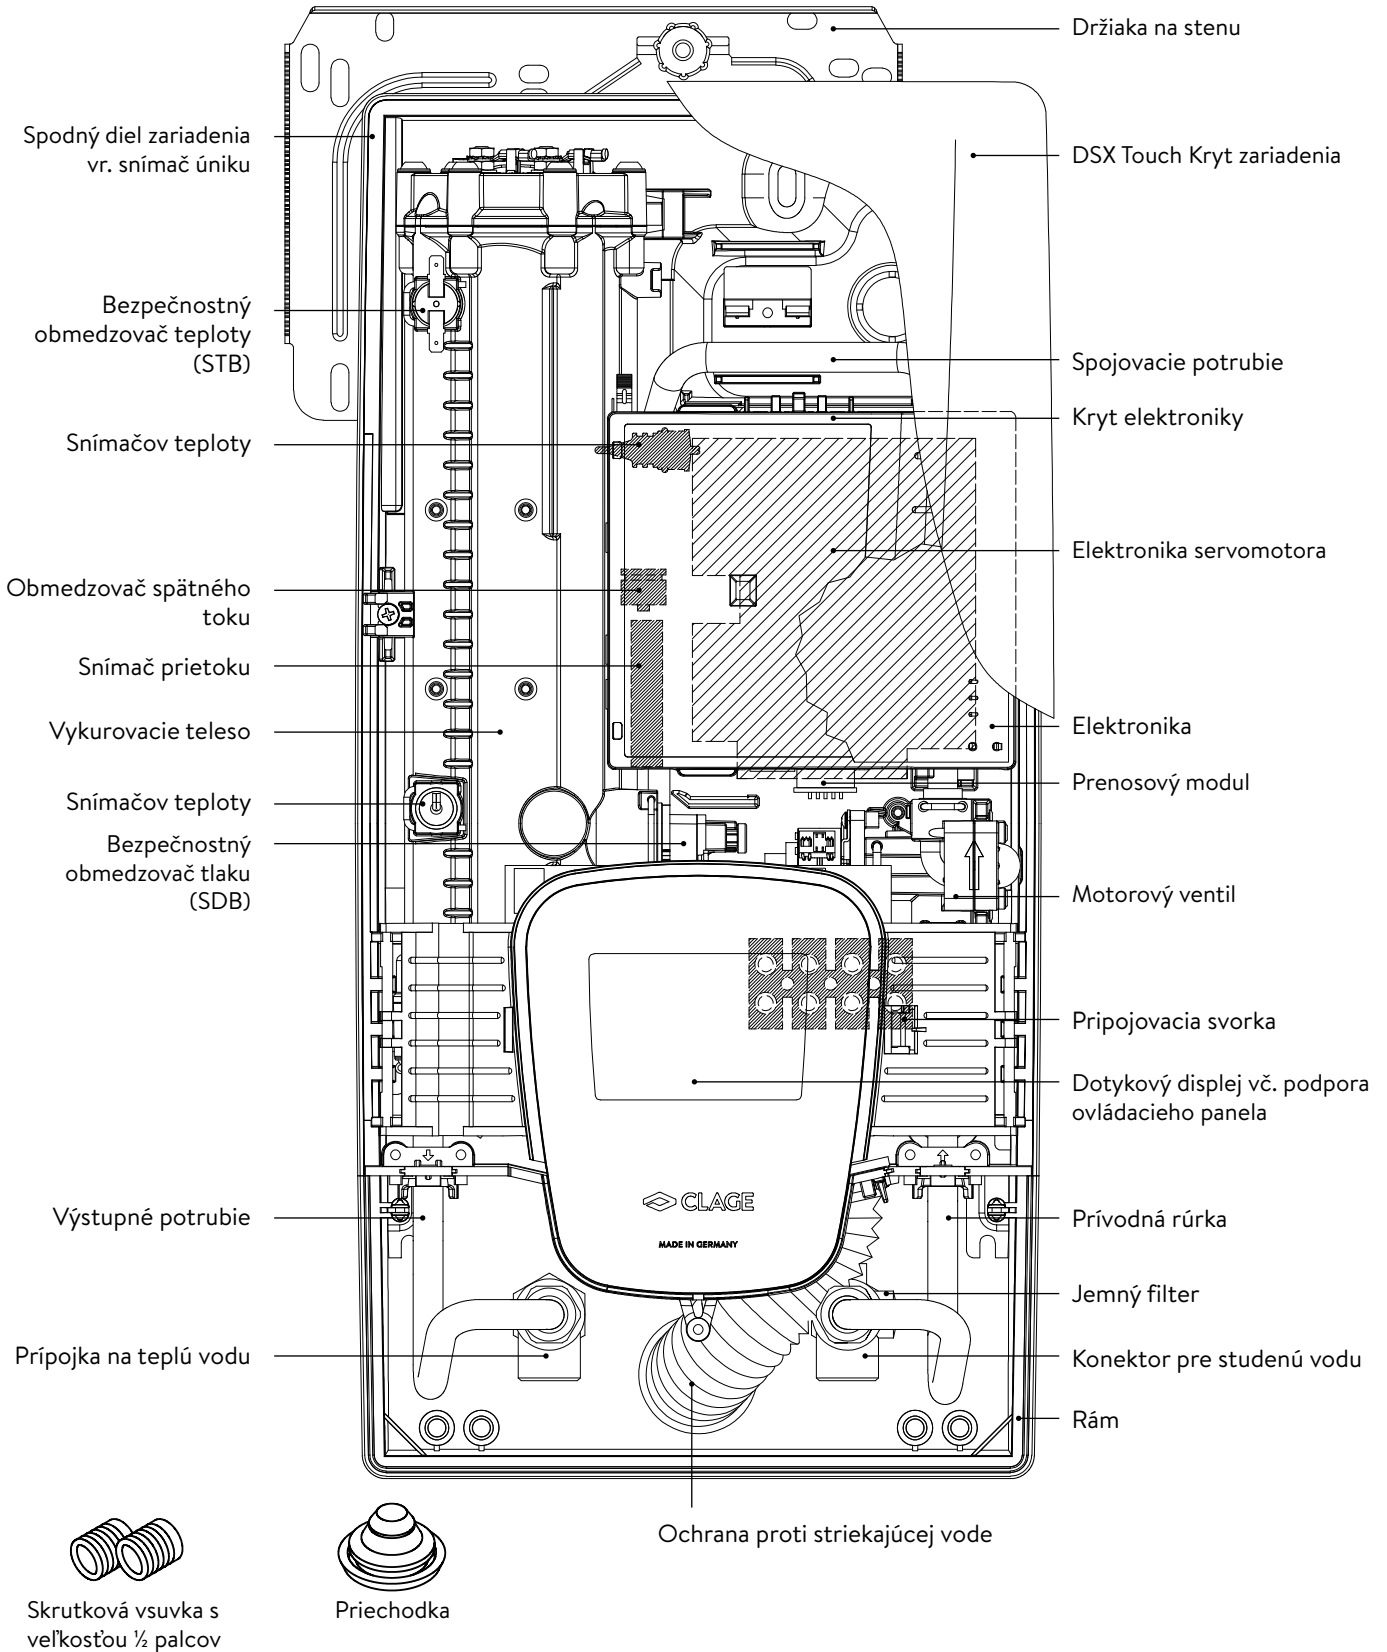 Držiaka na stenu
Spodný diel zariadenia
vr. snímač úniku
DSX Touch Kryt zariadenia
Bezpečnostný
obmedzovač teploty
(STB)
Spojovacie potrubie
Kryt elektroniky
Snímačov teploty
Elektronika servomotora
Obmedzovač spätného
toku
Snímač prietoku
Vykurovacie teleso
Elektronika
Prenosový modul
Snímačov teploty
Bezpečnostný
obmedzovač tlaku
(SDB)
Motorový ventil
Pripojovacia svorka
Dotykový displej vč. podpora
ovládacieho panela
CLAGE
MADE IN GERMANY
Výstupné potrubie
Prívodná rúrka
Jemný filter
Prípojka na teplú vodu
Konektor pre studenú vodu
Rám
Ochrana proti striekajúcej vode
Skrutková vsuvka s
veľkosťou ½ palcov
Priechodka